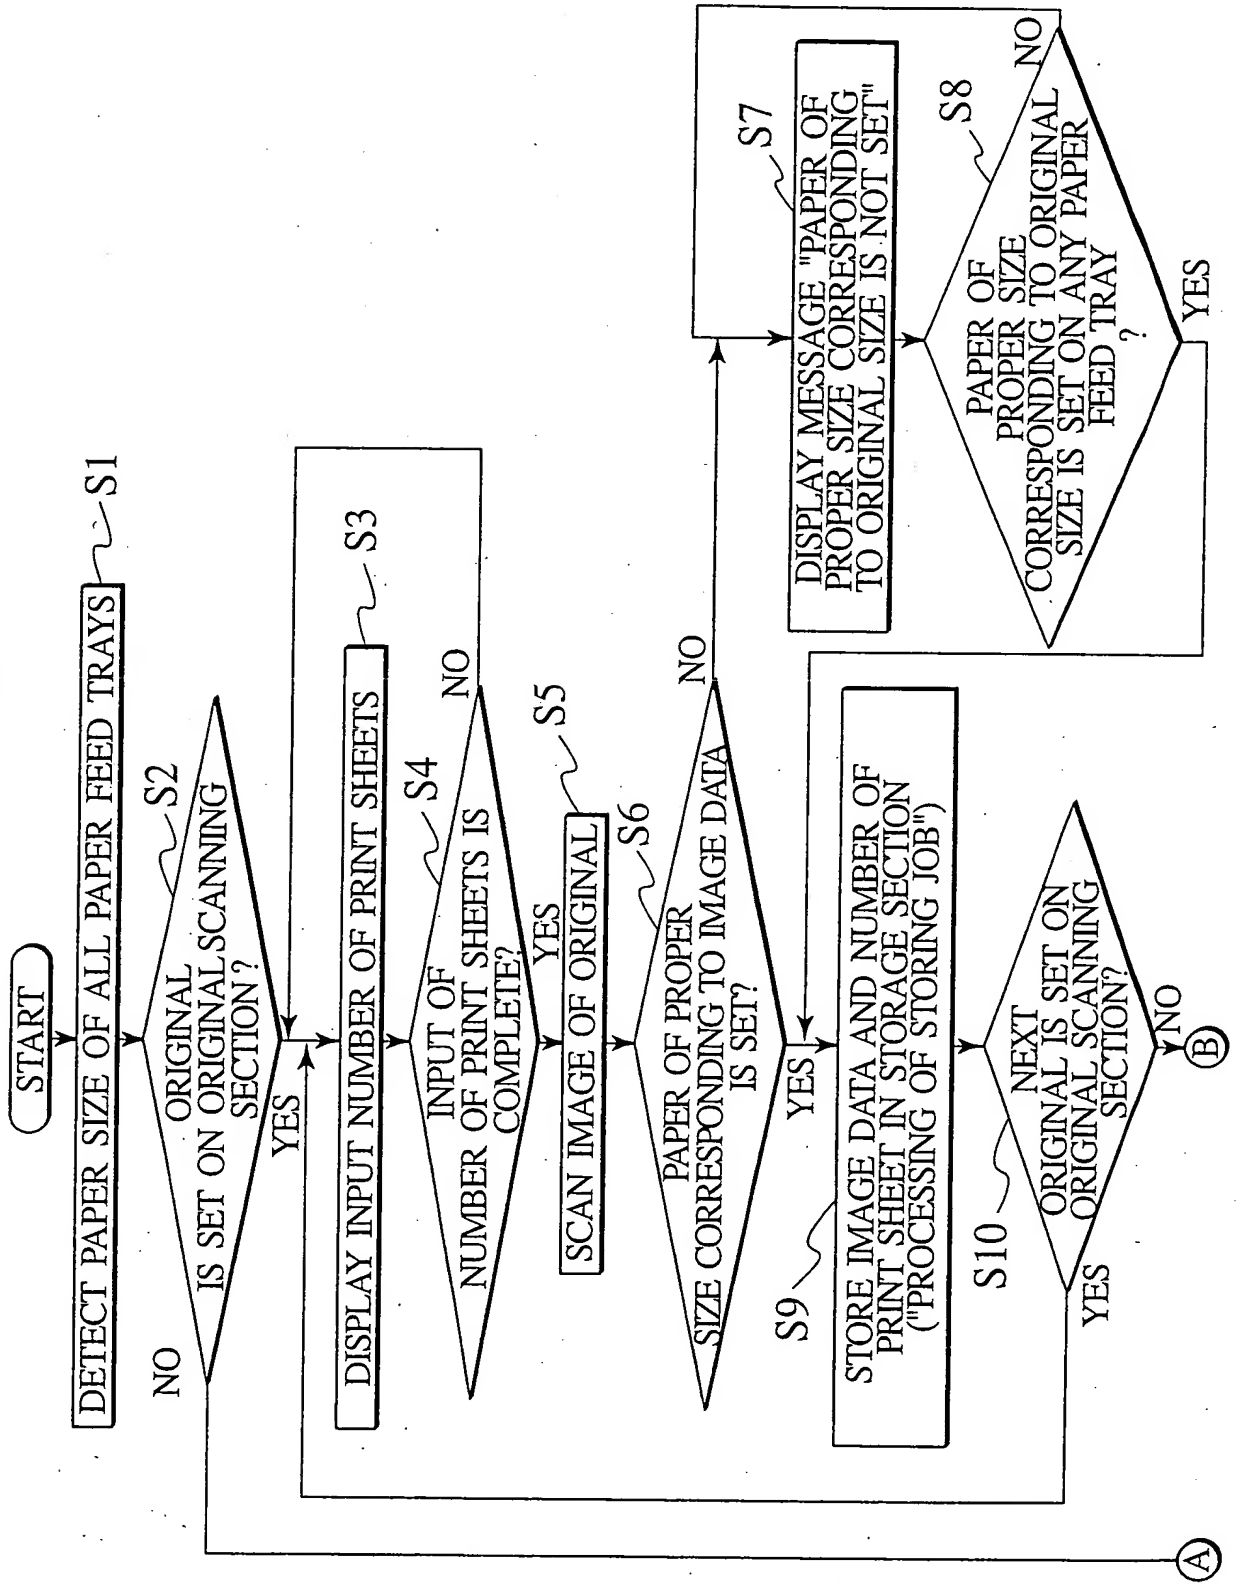 START
DETECT PAPER SIZE OF ALL PAPER FEED TRAYS
S1
S2
ORIGINAL
IS SET ON ORIGINAL SCANNING
SECTION ?
NO
YES
S3
DISPLAY INPUT NUMBER OF PRINT SHEETS
S4
INPUT OF
NUMBER OF PRINT SHEETS IS
COMPLETE?
NO
YES
S5
SCAN IMAGE OF ORIGINAL
S6
PAPER OF PROPER
SIZE CORRESPONDING TO IMAGE DATA
IS SET?
NO
YES
S7
DISPLAY MESSAGE "PAPER OF
PROPER SIZE CORRESPONDING
TO ORIGINAL SIZE IS NOT SET"
S8
PAPER OF
PROPER SIZE
CORRESPONDING TO ORIGINAL
SIZE IS SET ON ANY PAPER
FEED TRAY
?
NO
YES
S9
STORE IMAGE DATA AND NUMBER OF
PRINT SHEET IN STORAGE SECTION
("PROCESSING OF STORING JOB")
S10
NEXT
ORIGINAL IS SET ON
ORIGINAL SCANNING
SECTION?
YES
NO
A
B